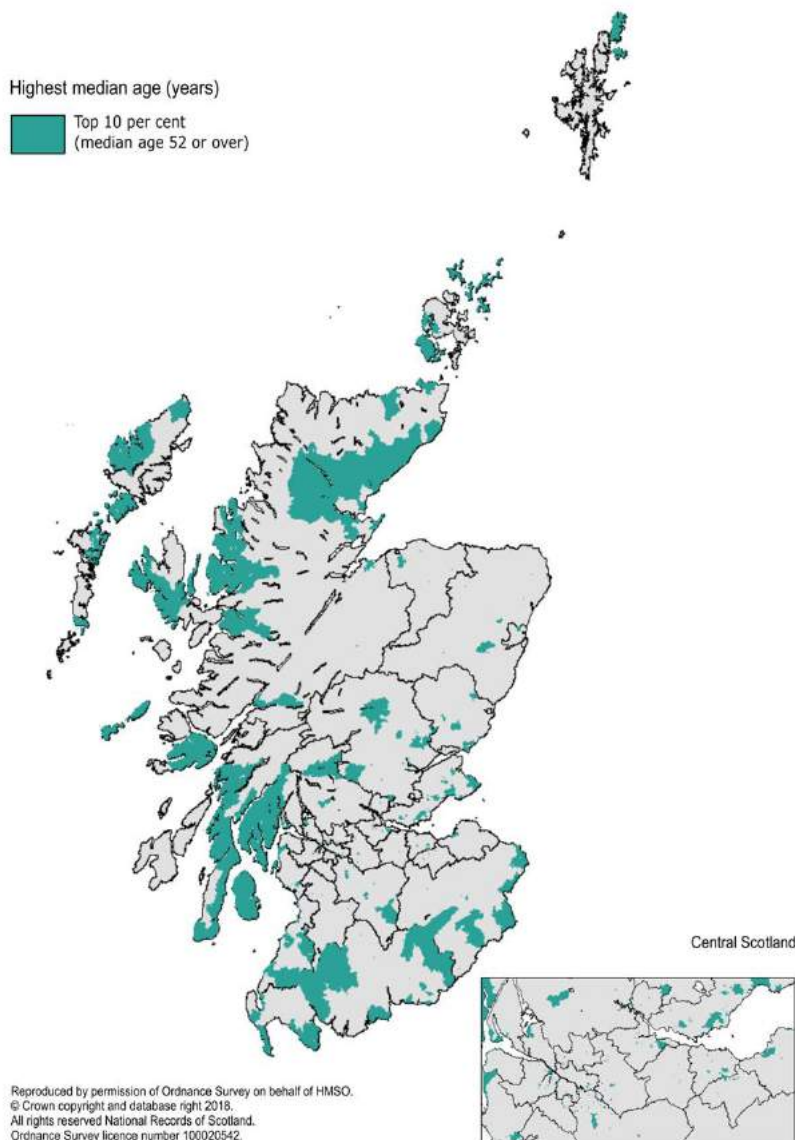 Highest median age (years)
Top 10 per cent
(median age 52 or over)
Central Scotland
Reproduced by permission of Ordnance Survey on behalf of HMSO.
© Crown copyright and database right 2018.
All rights reserved National Records of Scotland.
Ordnance Survey licence number 100020542.